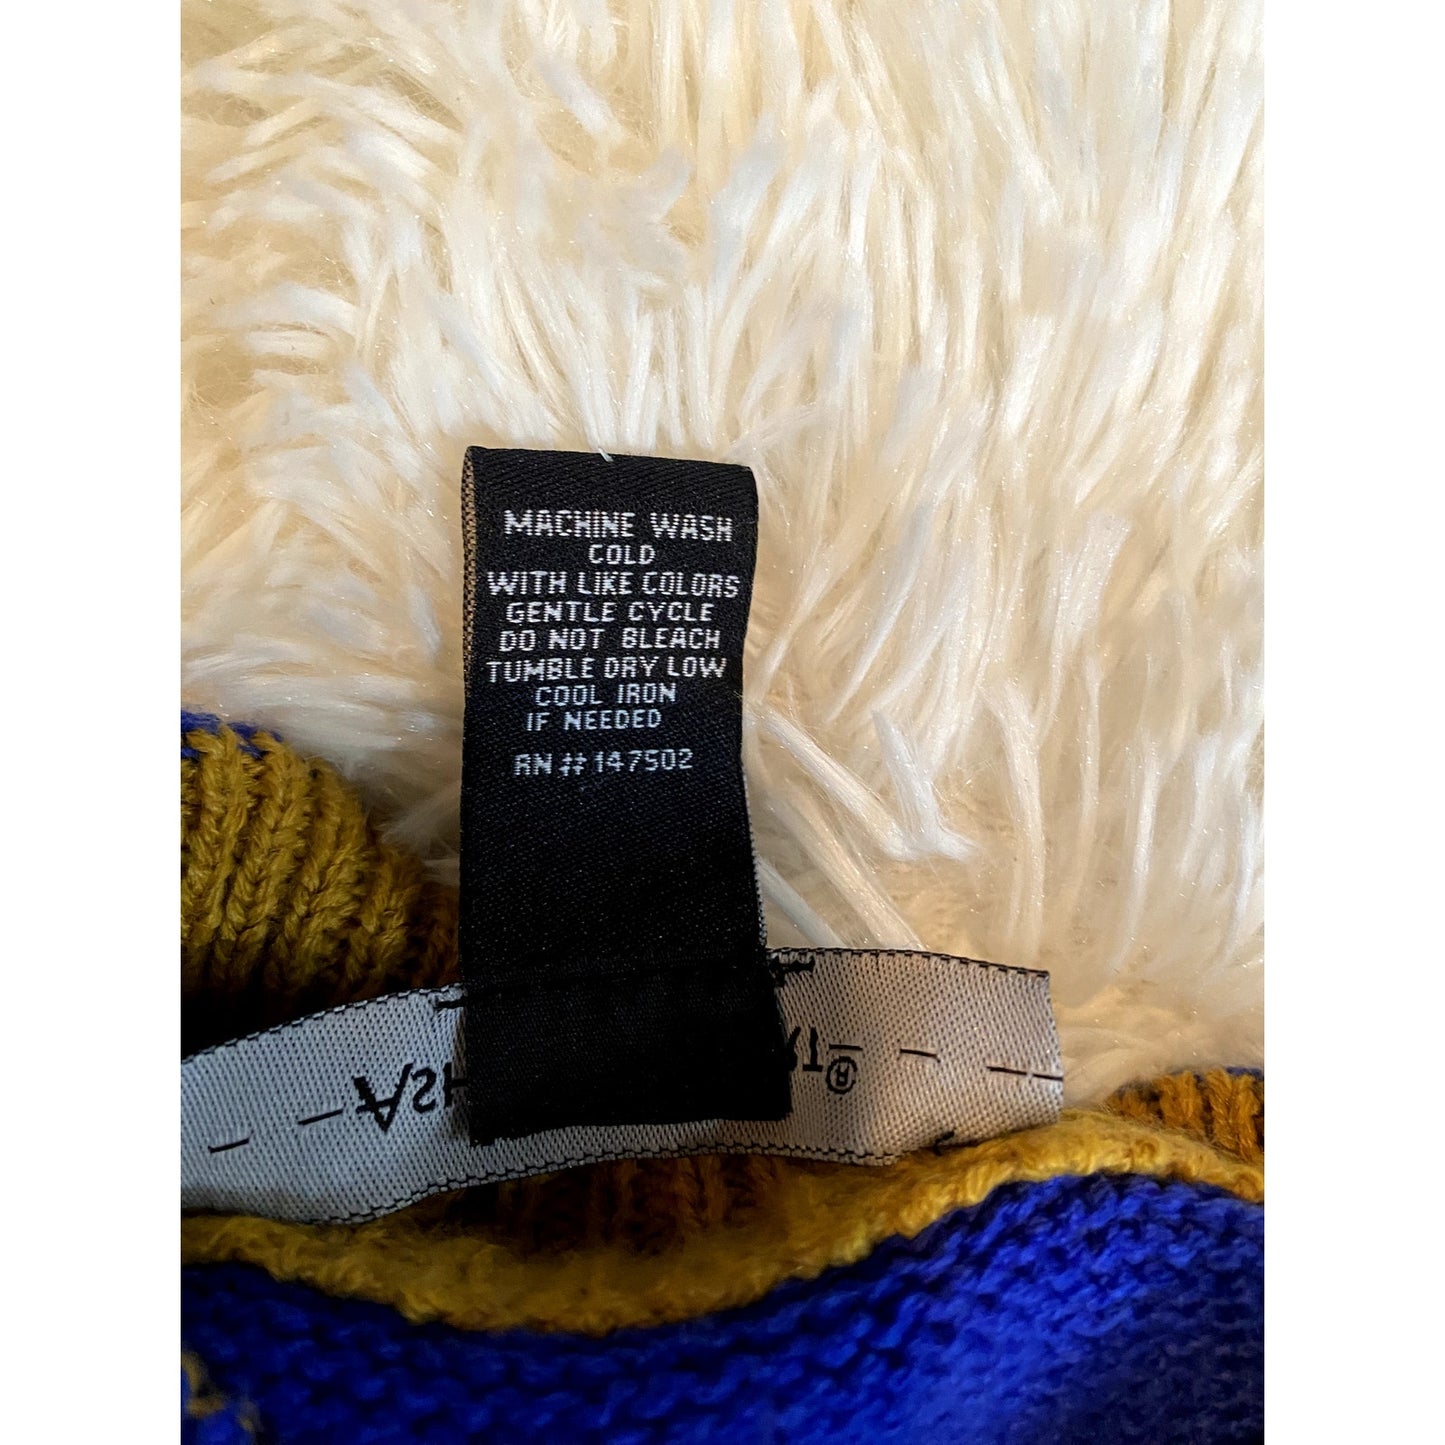 MACHINE WASH
COLD
WITH LIKE COLORS
GENTLE CYCLE
DO NOT BLEACH
TUMBLE DRY LOW
COOL IRON
IF NEEDED
RN # 147502